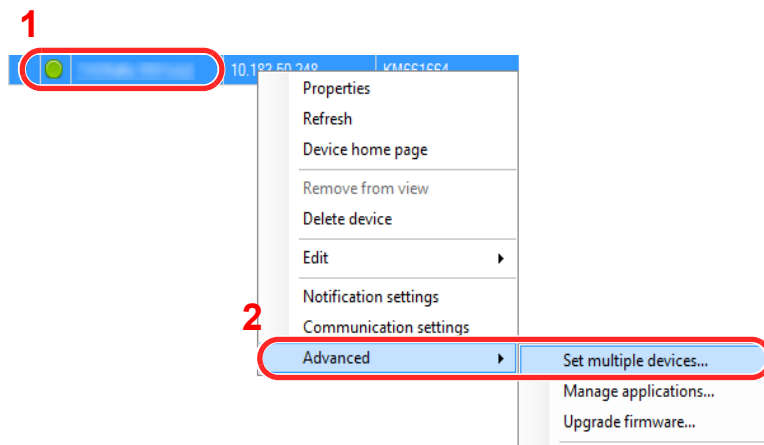 1
10.183.50.248 KM661664
Properties
Refresh
Device home page
Remove from view
Delete device
Edit
Notification settings
2
Communication settings
Advanced
Set multiple devices...
Manage applications...
Upgrade firmware...